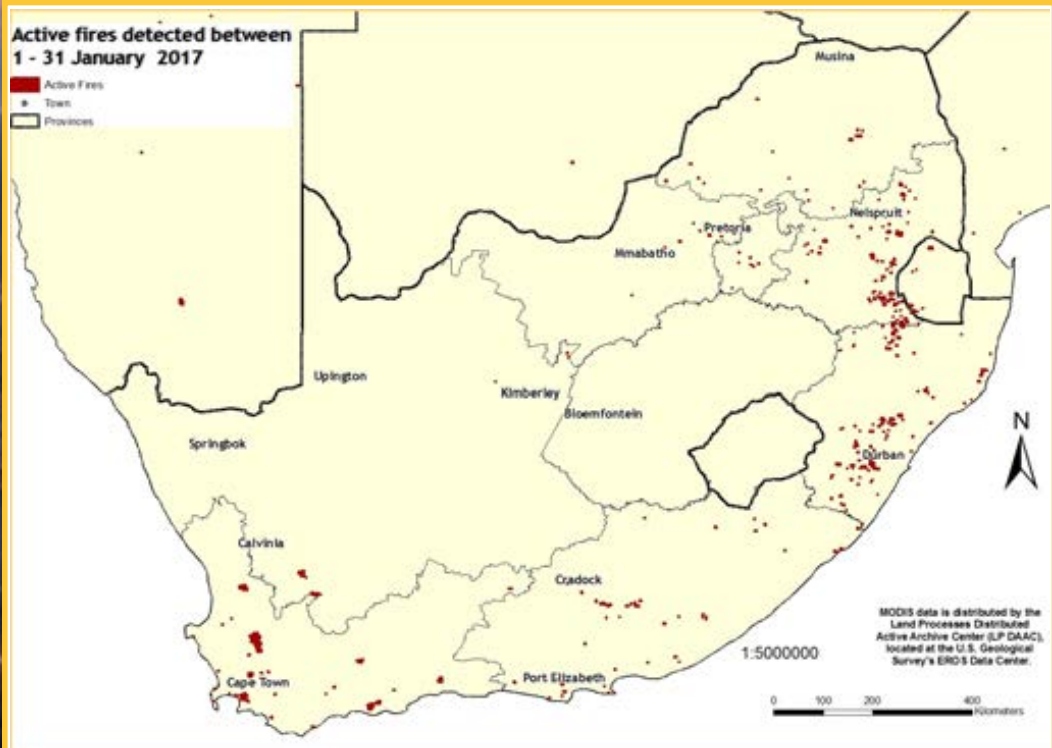 Active fires detected between
1 - 31 January 2017
Active Fires
Town
Provinces
Musina
Nelspruit
Pretoria
Mmabatho
Upington
Kimberley
Bloemfontein
Springbok
Durban
N
Calvinia
Cradock
MODIS data is distributed by the
Land Processes Distributed
Active Archive Center (LP DAAC),
located at the U.S. Geological
Survey's EROS Data Center.
1:5000000
Cape Town
Port Elizabeth
0 100 200 400
Kilometers